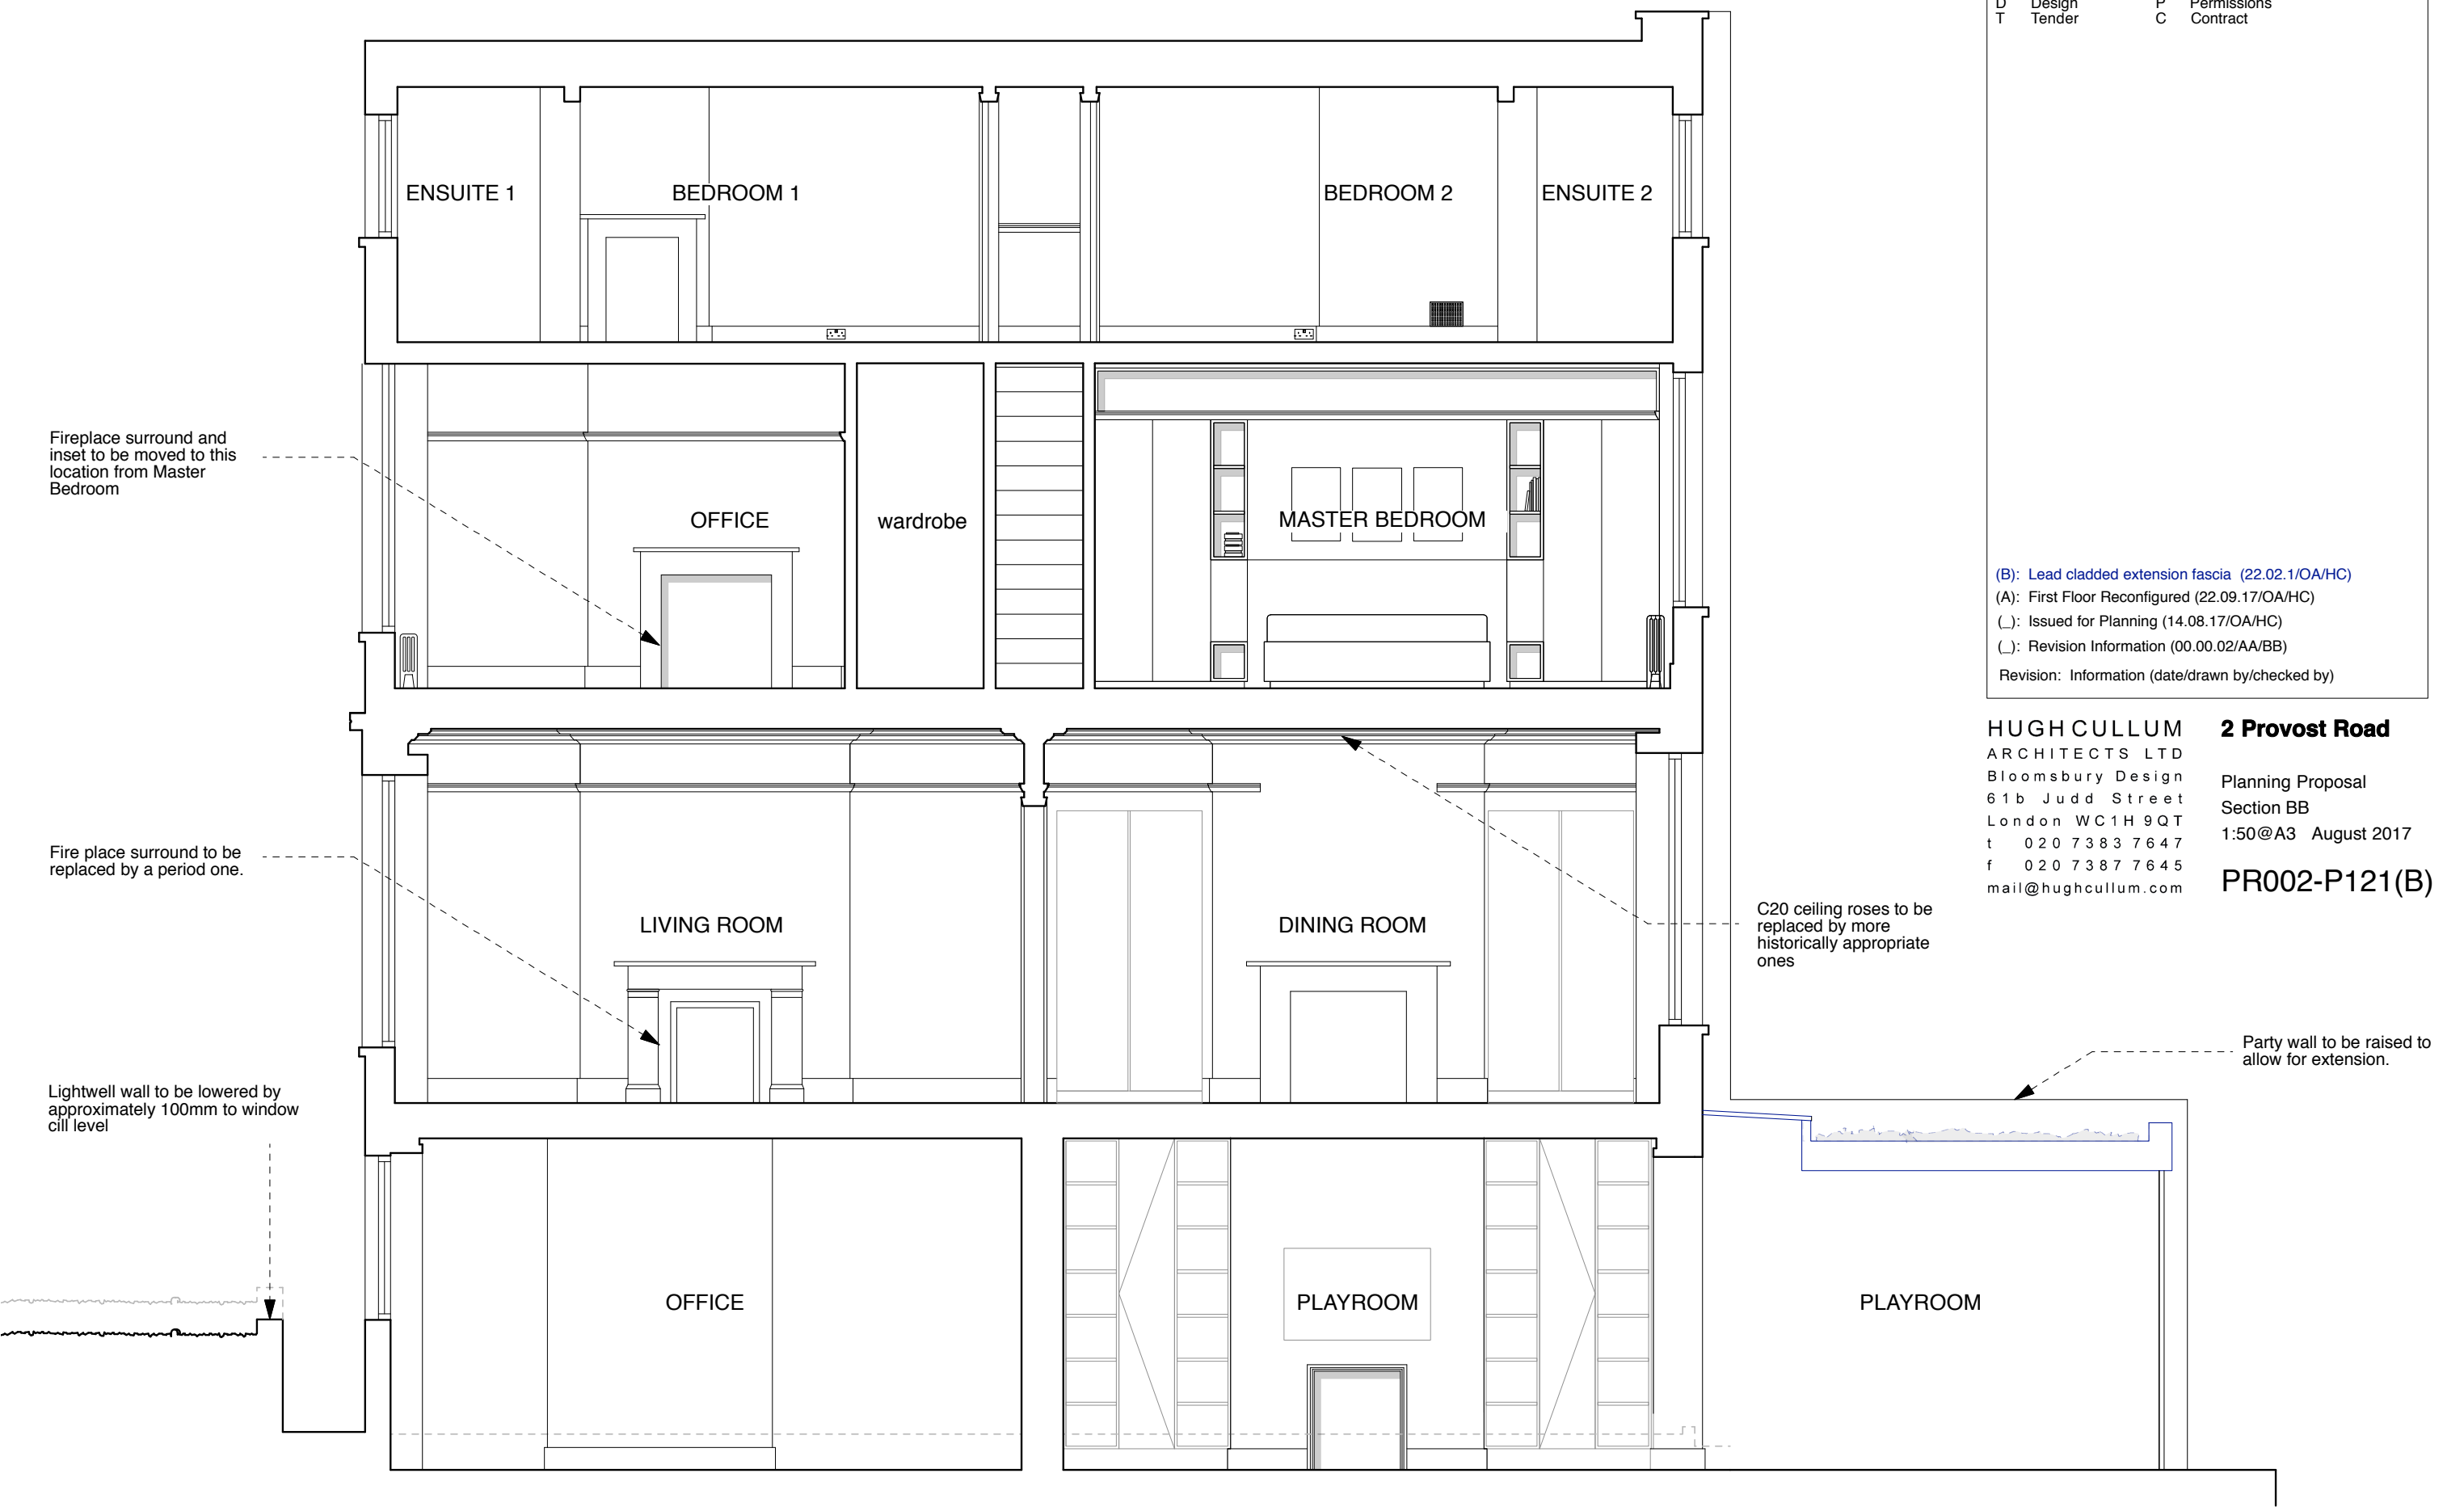 D Design P Permissions
T Tender C Contract
ENSUITE 1
BEDROOM 1
BEDROOM 2
ENSUITE 2
Fireplace surround and
inset to be moved to this
location from Master
Bedroom
OFFICE
wardrobe
MASTER BEDROOM
(B): Lead cladded extension fascia (22.02.1/OA/HC)
(A): First Floor Reconfigured (22.09.17/OA/HC)
(_): Issued for Planning (14.08.17/OA/HC)
(_): Revision Information (00.00.02/AA/BB)
Revision: Information (date/drawn by/checked by)
HUGH CULLUM
ARCHITECTS LTD
Bloomsbury Design
61b Judd Street
London WC1H 9QT
t 020 7383 7647
f 020 7387 7645
mail@hughcullum.com
2 Provost Road
Planning Proposal
Section BB
1:50@A3 August 2017
PR002-P121(B)
Fire place surround to be
replaced by a period one.
LIVING ROOM
DINING ROOM
C20 ceiling roses to be
replaced by more
historically appropriate
ones
Party wall to be raised to
allow for extension.
Lightwell wall to be lowered by
approximately 100mm to window
cill level
OFFICE
PLAYROOM
PLAYROOM